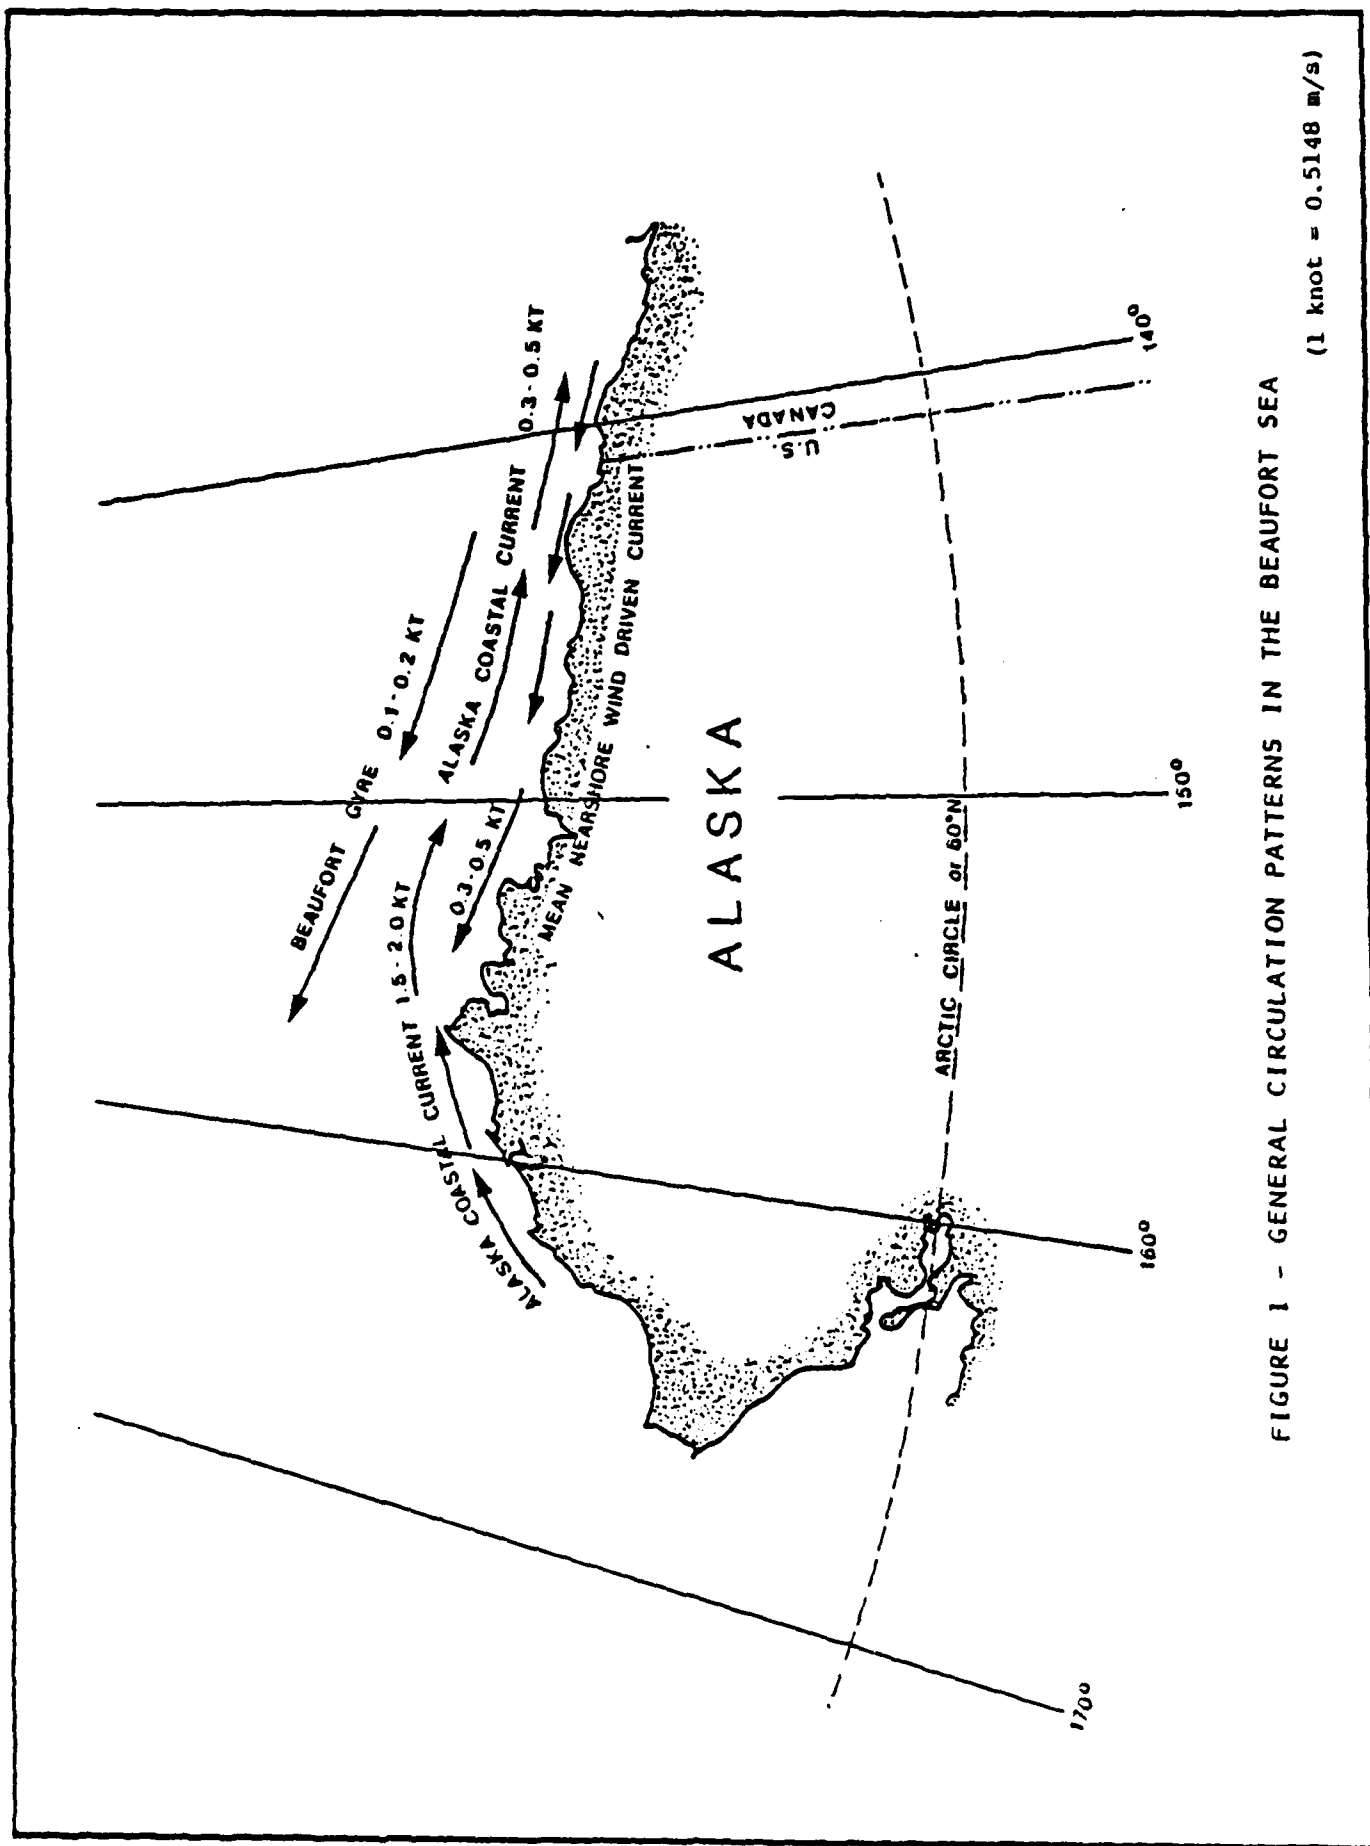 BEAUFORT GYRE 0.1-0.2 KT
ALASKA COASTAL CURRENT 1.5-2.0 KT
ALASKA COASTAL CURRENT 0.3-0.5 KT
0.3-0.5 KT
MEAN NEARSHORE WIND DRIVEN CURRENT
U.S.
CANADA
ALASKA
ARCTIC CIRCLE or 60°N
170°
160°
150°
140°
FIGURE 1 - GENERAL CIRCULATION PATTERNS IN THE BEAUFORT SEA
(1 knot = 0.5148 m/s)